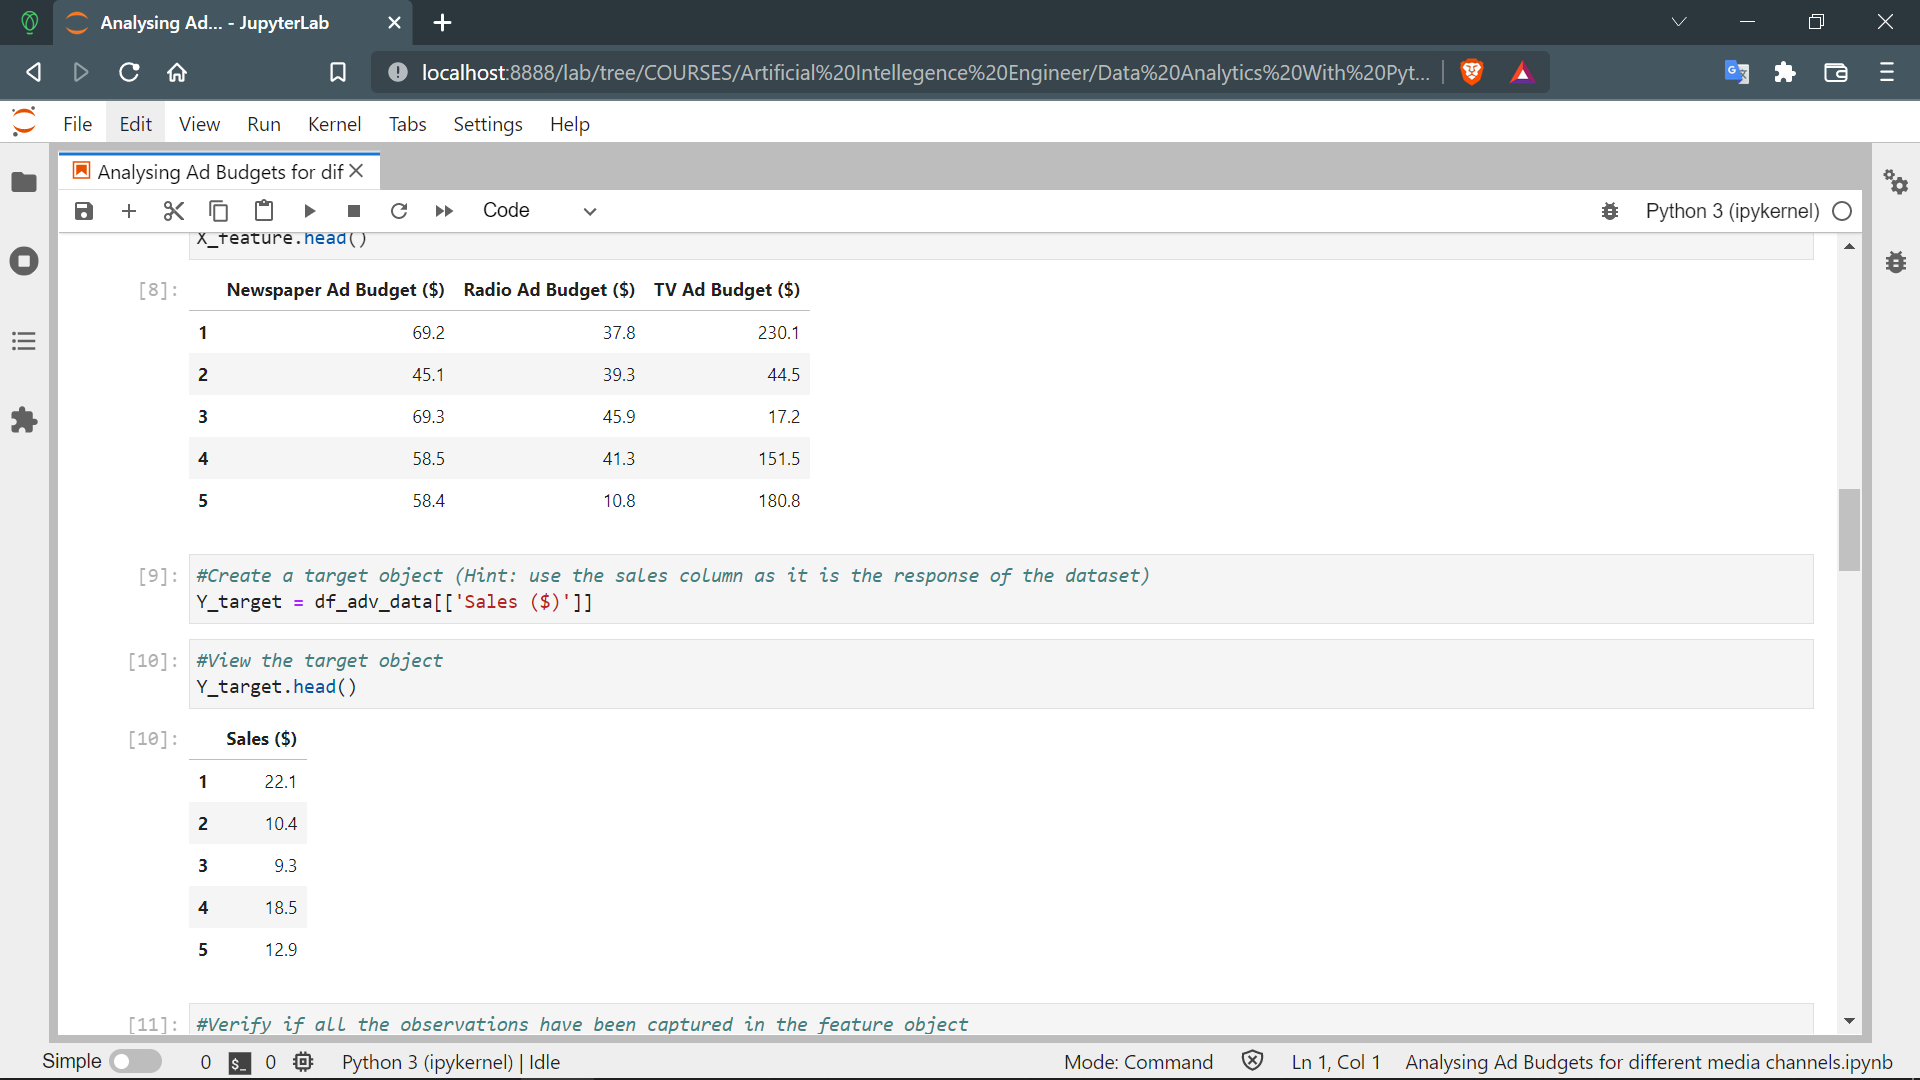 Analysing Ad... - JupyterLab
localhost:8888/lab/tree/COURSES/Artificial%20Intellegence%20Engineer/Data%20Analytics%20With%20Pyt...
File Edit View Run Kernel Tabs Settings Help
Analysing Ad Budgets for dif
Code
Python 3 (ipykernel)
X_feature.head()
[8]:
Newspaper Ad Budget ($) Radio Ad Budget ($) TV Ad Budget ($)
1 69.2 37.8 230.1
2 45.1 39.3 44.5
3 69.3 45.9 17.2
4 58.5 41.3 151.5
5 58.4 10.8 180.8
[9]: #Create a target object (Hint: use the sales column as it is the response of the dataset)
Y_target = df_adv_data[['Sales ($)']]
[10]: #View the target object
Y_target.head()
[10]: Sales ($)
1 22.1
2 10.4
3 9.3
4 18.5
5 12.9
[11]: #Verify if all the observations have been captured in the feature object
Simple 0 $_ 0 Python 3 (ipykernel) | Idle Mode: Command Ln 1, Col 1 Analysing Ad Budgets for different media channels.ipynb